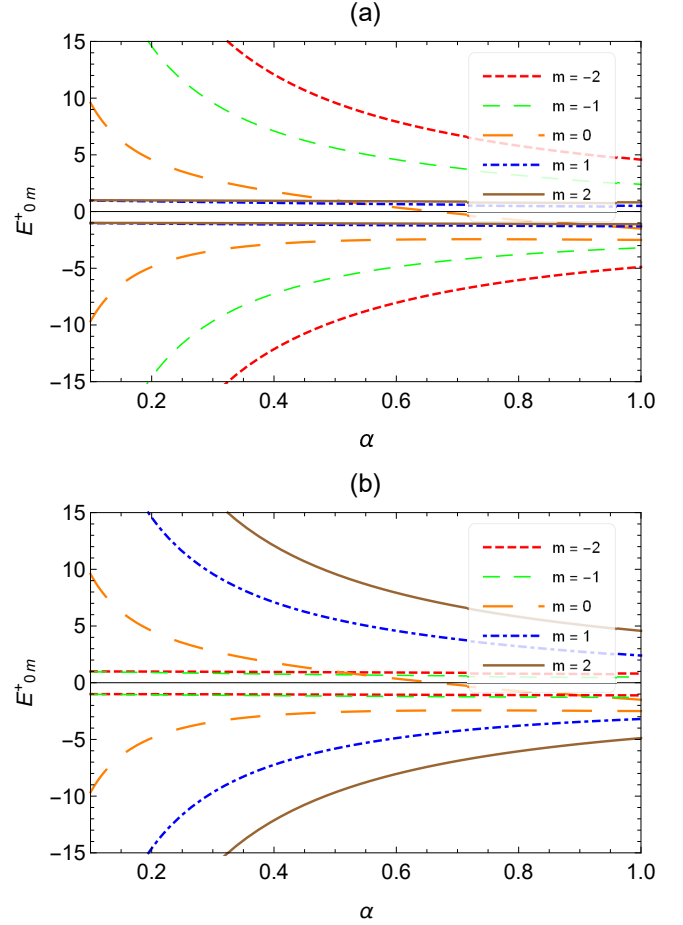 (a)
15
10
5
0
−5
−10
−15
E⁺₀ m
m = −2
m = −1
m = 0
m = 1
m = 2
0.2 0.4 0.6 0.8 1.0
α
(b)
15
10
5
0
−5
−10
−15
E⁺₀ m
m = −2
m = −1
m = 0
m = 1
m = 2
0.2 0.4 0.6 0.8 1.0
α